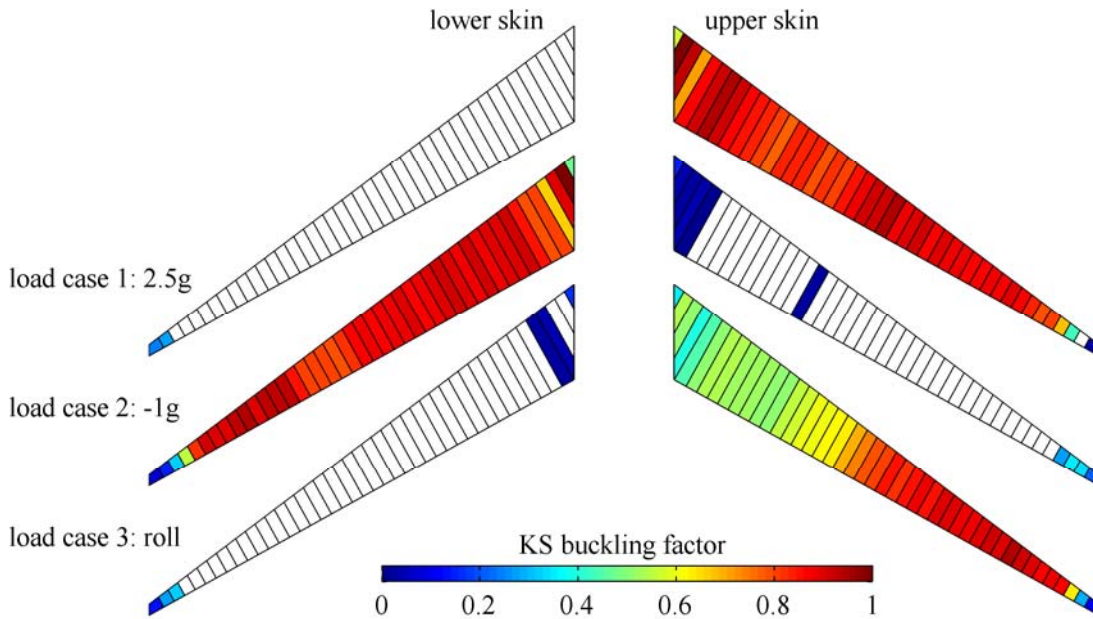 lower skin
upper skin
load case 1: 2.5g
load case 2: -1g
load case 3: roll
KS buckling factor
0 0.2 0.4 0.6 0.8 1